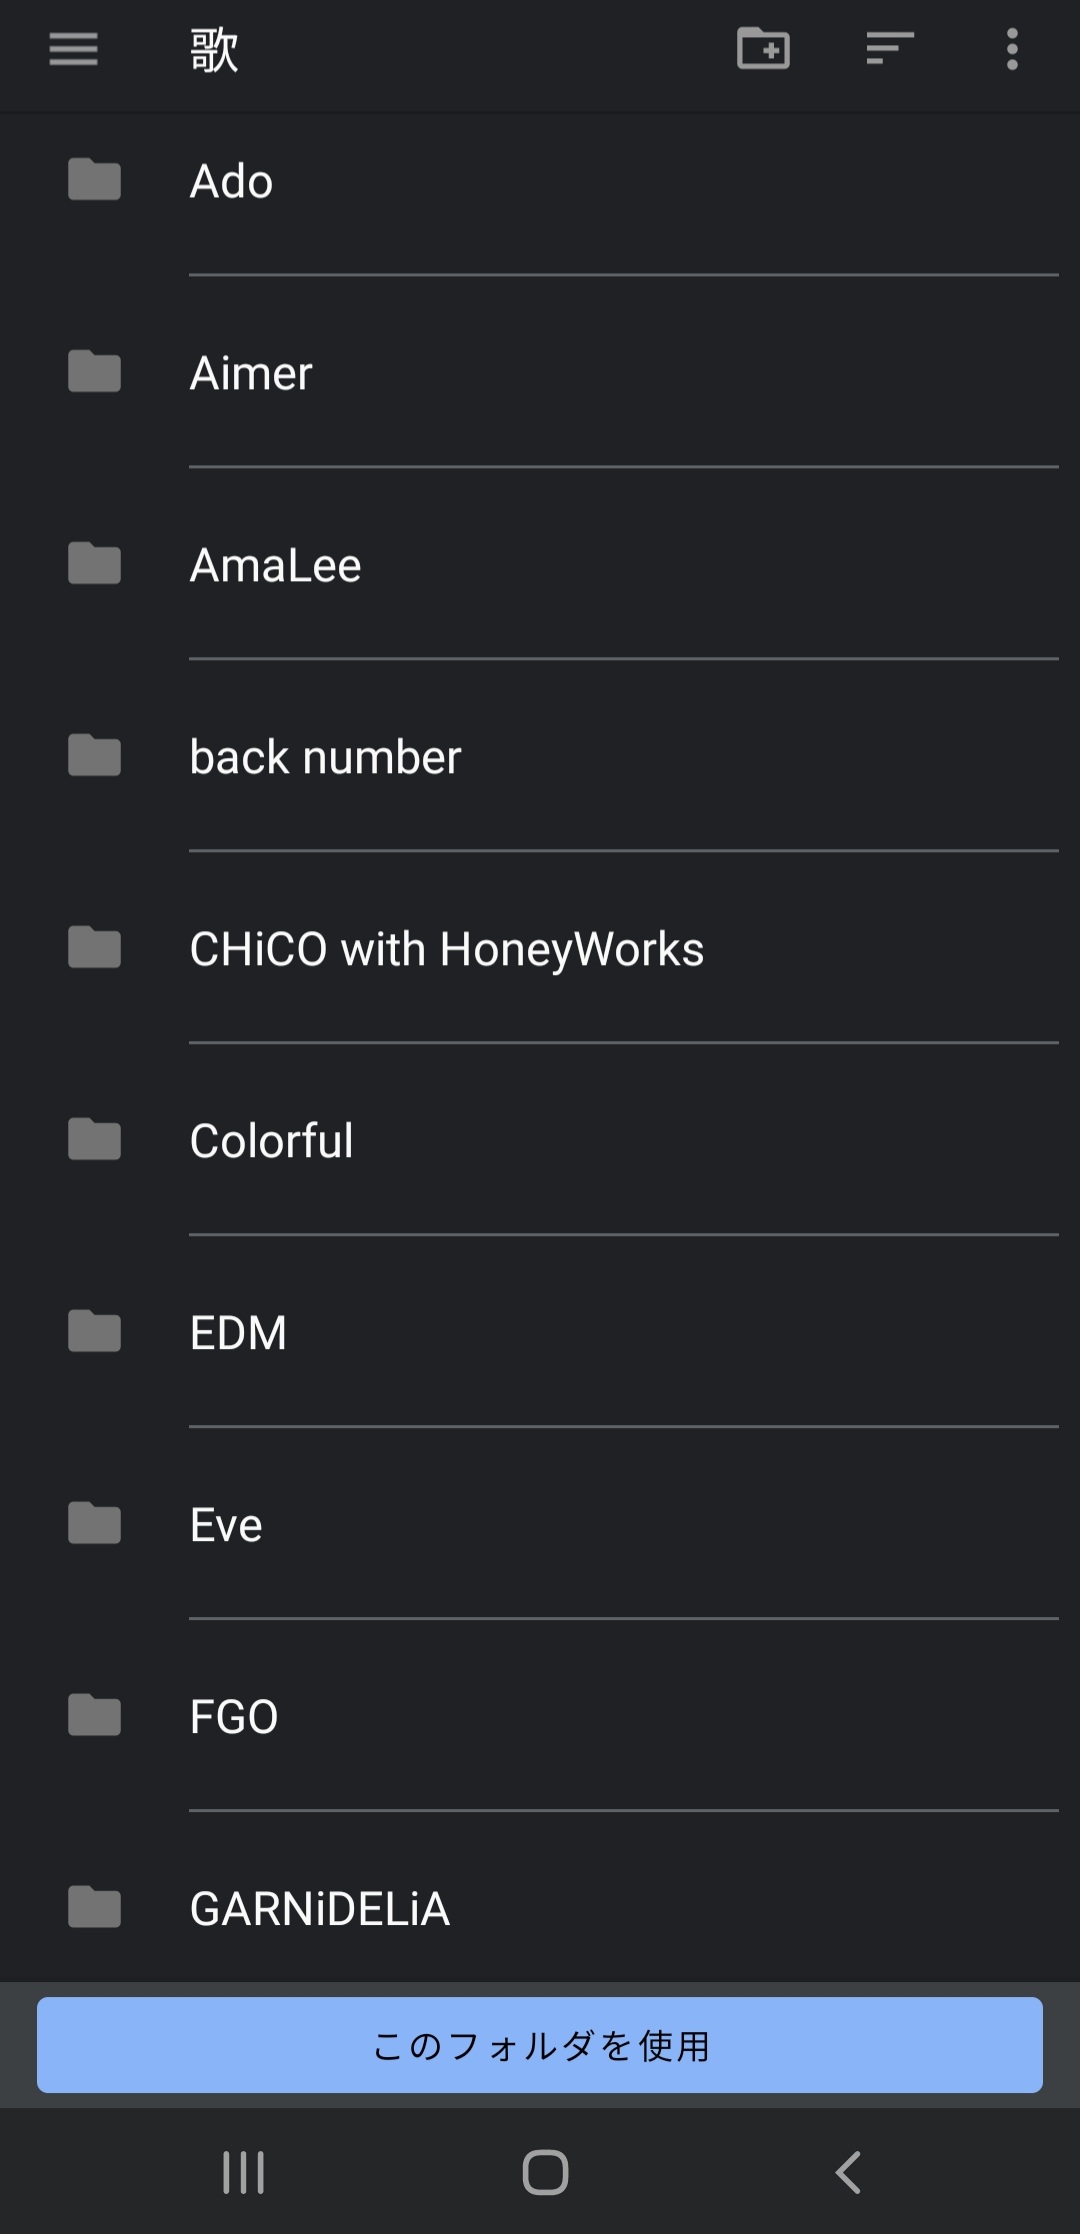 歌
Ado
Aimer
AmaLee
back number
CHiCO with HoneyWorks
Colorful
EDM
Eve
FGO
GARNiDELiA
このフォルダを使用